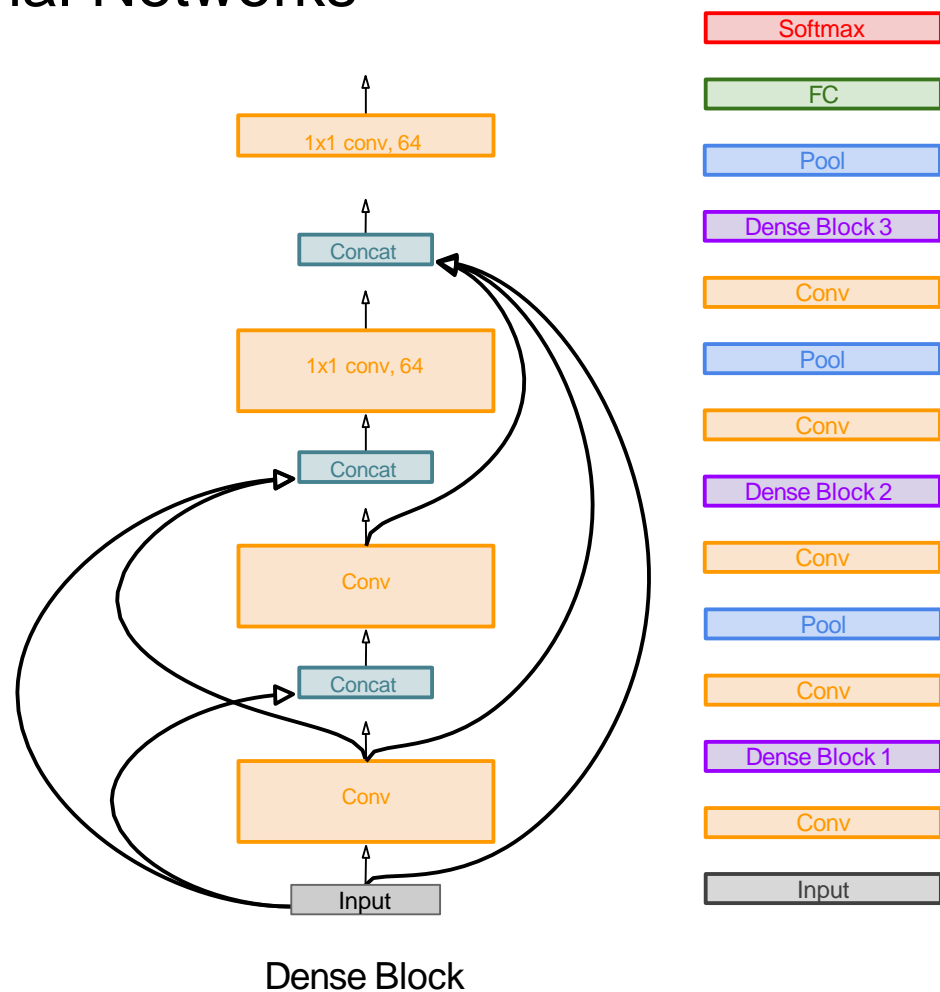 1x1 conv, 64
Concat
1x1 conv, 64
Concat
Conv
Concat
Conv
Input
Dense Block
Softmax
FC
Pool
Dense Block 3
Conv
Pool
Conv
Dense Block 2
Conv
Pool
Conv
Dense Block 1
Conv
Input